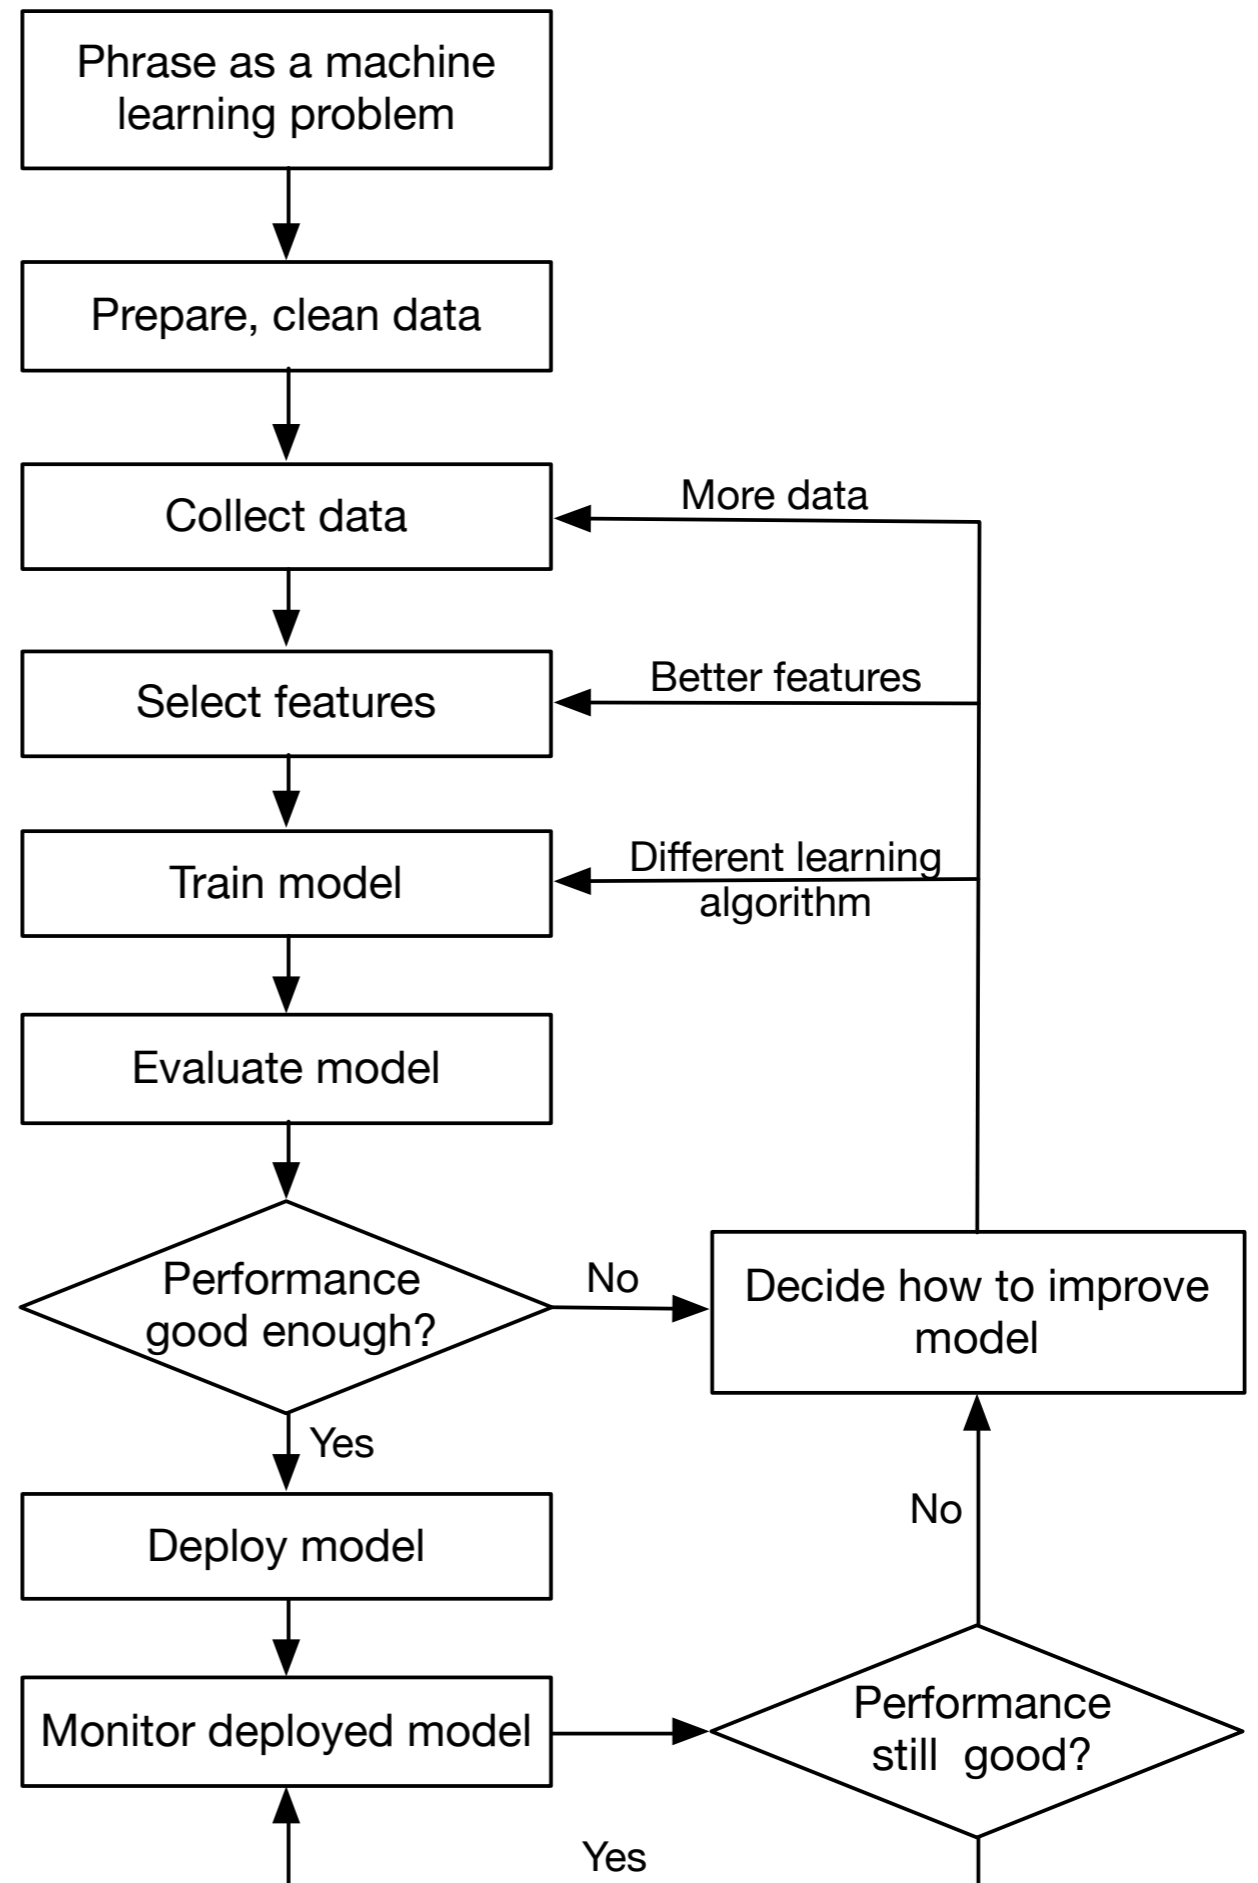 Phrase as a machine
learning problem
Prepare, clean data
Collect data
More data
Select features
Better features
Train model
Different learning
algorithm
Evaluate model
Performance
good enough?
No
Decide how to improve
model
Yes
Deploy model
No
Monitor deployed model
Performance
still good?
Yes